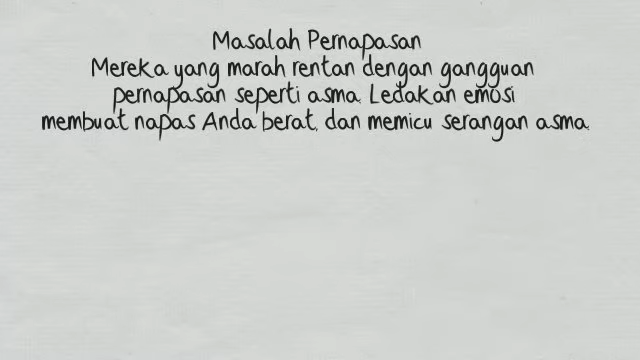 Masalah Pernapasan
Mereka yang marah rentan dengan gangguan
pernapasan seperti asma. Ledakan emosi
membuat napas Anda berat, dan memicu serangan asma.